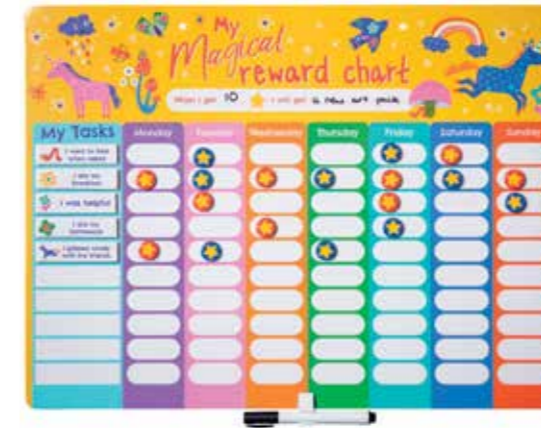 My
Magical
reward chart
When I get 10 I will get a new art pack
My Tasks Monday Tuesday Wednesday Thursday Friday Saturday Sunday
I went to bed
when asked
I ate my
breakfast
I was helpful
I did my
homework
I played nicely
with my friends